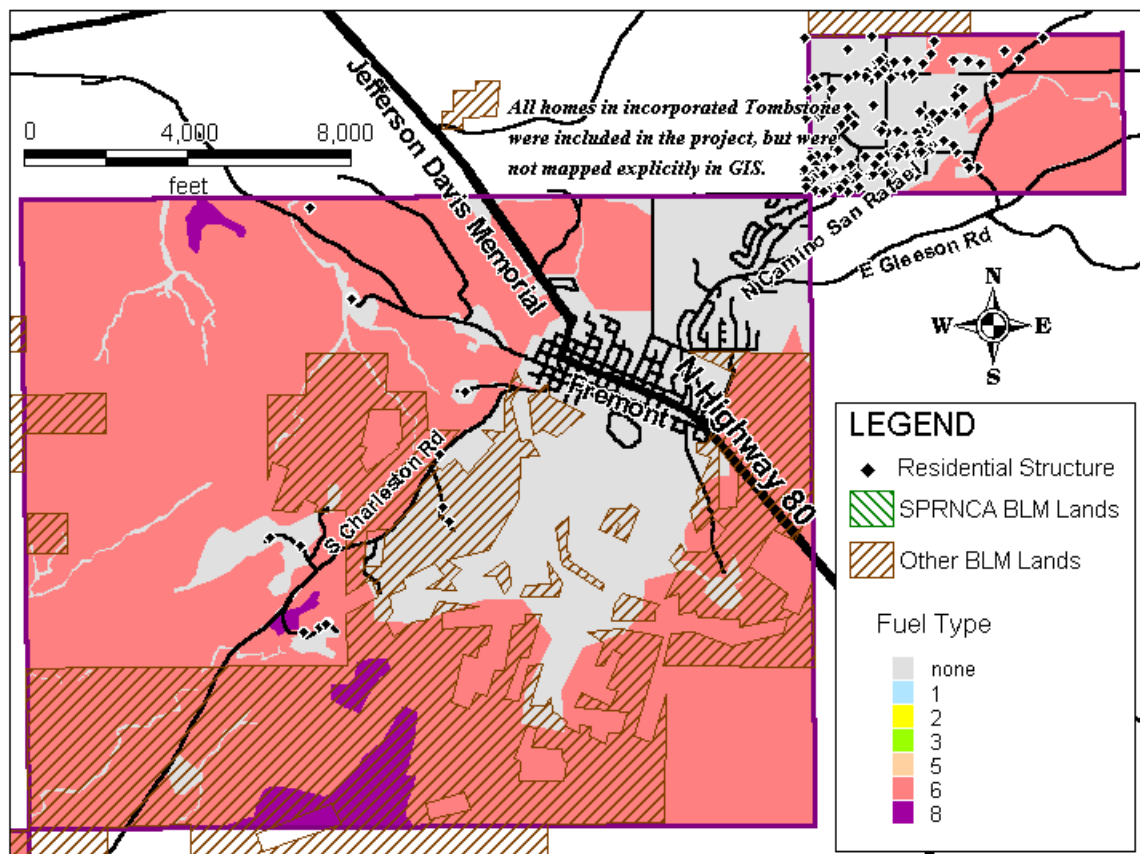 Jefferson Davis Memorial
0 4,000 8,000
feet
All homes in incorporated Tombstone
were included in the project, but were
not mapped explicitly in GIS.
N Camino San Rafael
E Gleeson Rd
N
W E
S
Fremont
N Highway 80
S Charleston Rd
LEGEND
Residential Structure
SPRNCA BLM Lands
Other BLM Lands
Fuel Type
none
1
2
3
5
6
8